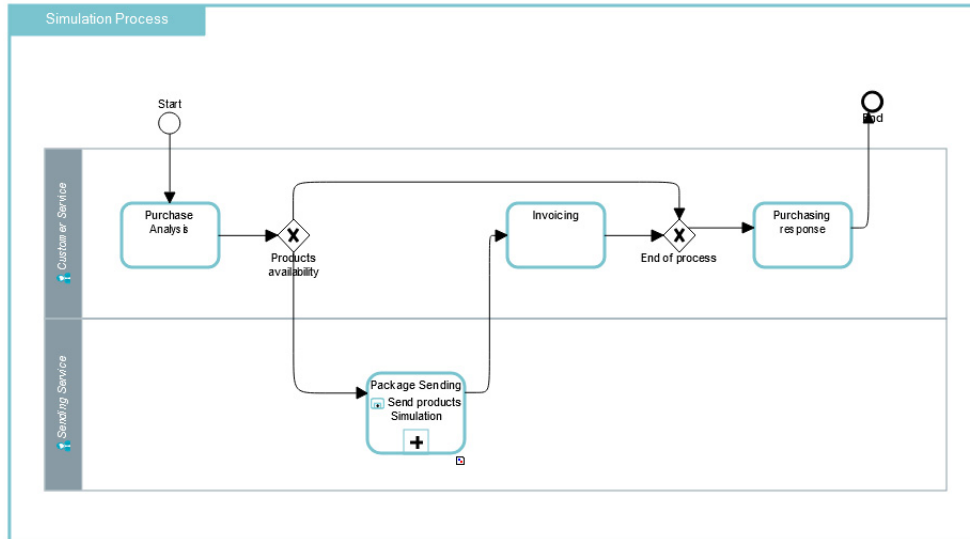 Simulation Process
Start
End
Customer Service
Purchase
Analysis
Products
availability
Invoicing
End of process
Purchasing
response
Sending Service
Package Sending
Send products
Simulation